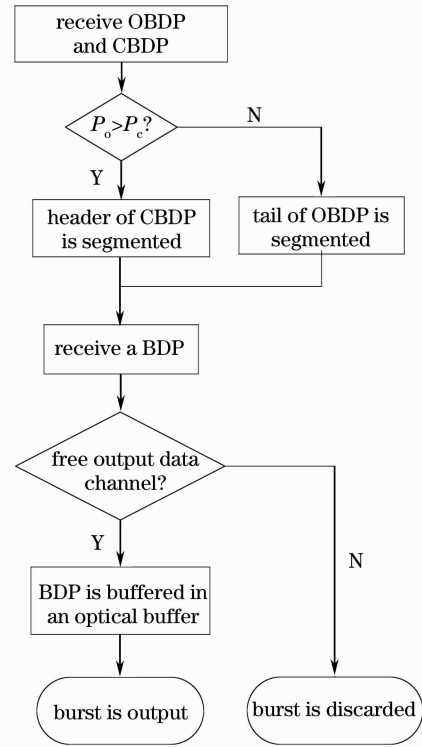 receive OBDP
and CBDP
Pₒ>P_c?
N
Y
header of CBDP
is segmented
tail of OBDP is
segmented
receive a BDP
free output data
channel?
Y
N
BDP is buffered in
an optical buffer
burst is output
burst is discarded